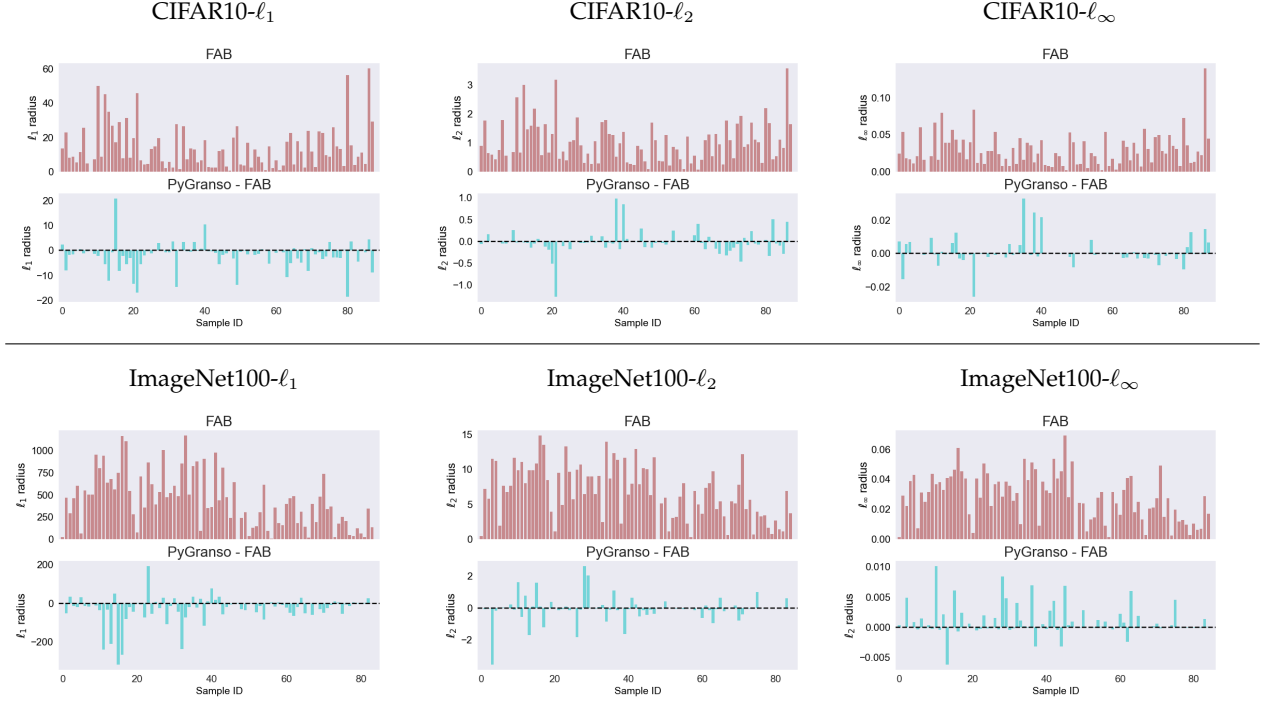 CIFAR10-ℓ₁
FAB
ℓ₁ radius
60
40
20
0
PyGranso - FAB
ℓ₁ radius
20
10
0
−10
−20
0 20 40 60 80
Sample ID
CIFAR10-ℓ₂
FAB
ℓ₂ radius
3
2
1
0
PyGranso - FAB
ℓ₂ radius
1.0
0.5
0.0
−0.5
−1.0
0 20 40 60 80
Sample ID
CIFAR10-ℓ∞
FAB
ℓ∞ radius
0.10
0.05
0.00
PyGranso - FAB
ℓ∞ radius
0.02
0.00
−0.02
0 20 40 60 80
Sample ID
ImageNet100-ℓ₁
FAB
ℓ₁ radius
1000
750
500
250
0
PyGranso - FAB
ℓ₁ radius
200
0
−200
0 20 40 60 80
Sample ID
ImageNet100-ℓ₂
FAB
ℓ₂ radius
15
10
5
0
PyGranso - FAB
ℓ₂ radius
2
0
−2
0 20 40 60 80
Sample ID
ImageNet100-ℓ∞
FAB
ℓ∞ radius
0.06
0.04
0.02
0.00
PyGranso - FAB
ℓ₂ radius
0.010
0.005
0.000
−0.005
0 20 40 60 80
Sample ID